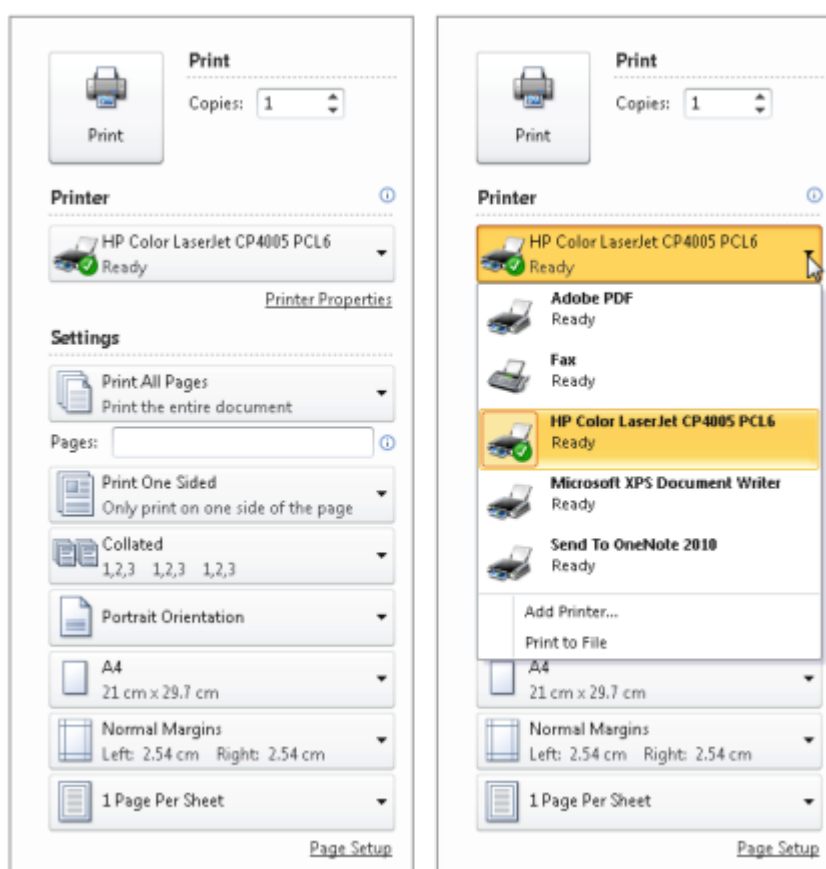 Print
Copies: 1
Print
Printer
HP Color LaserJet CP4005 PCL6
Ready
Printer Properties
Settings
Print All Pages
Print the entire document
Pages:
Print One Sided
Only print on one side of the page
Collated
1,2,3 1,2,3 1,2,3
Portrait Orientation
A4
21 cm x 29.7 cm
Normal Margins
Left: 2.54 cm Right: 2.54 cm
1 Page Per Sheet
Page Setup
Print
Copies: 1
Print
Printer
HP Color LaserJet CP4005 PCL6
Ready
Adobe PDF
Ready
Fax
Ready
HP Color LaserJet CP4005 PCL6
Ready
Microsoft XPS Document Writer
Ready
Send To OneNote 2010
Ready
Add Printer...
Print to File
A4
21 cm x 29.7 cm
Normal Margins
Left: 2.54 cm Right: 2.54 cm
1 Page Per Sheet
Page Setup